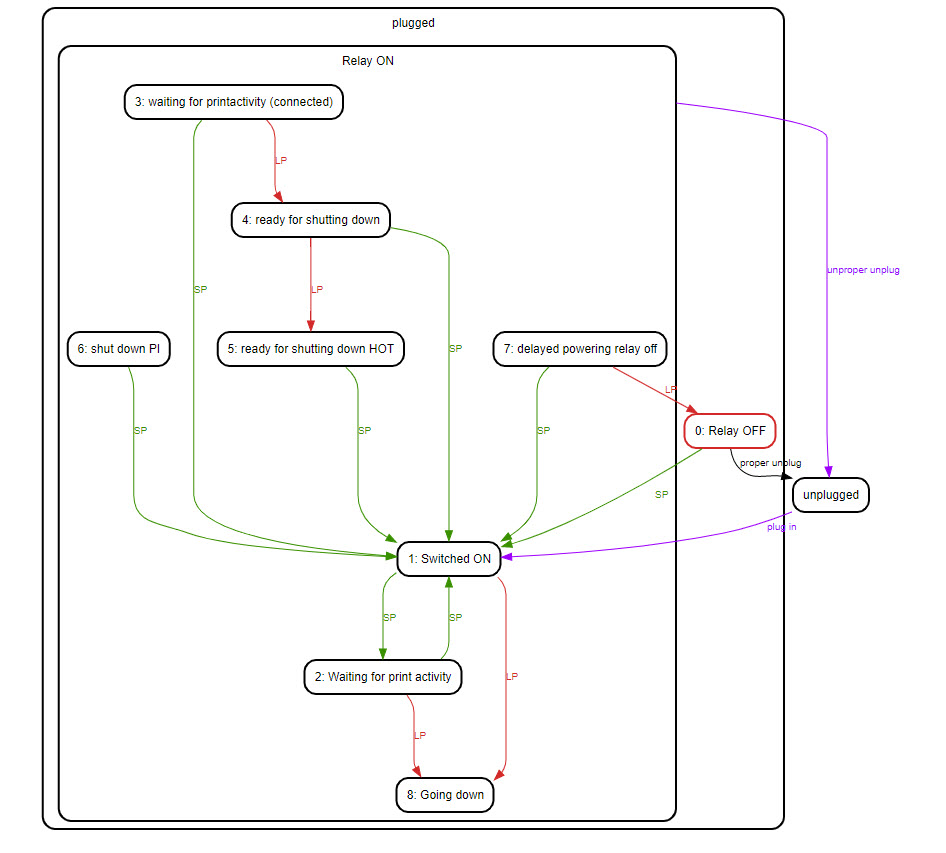 plugged
Relay ON
3: waiting for printactivity (connected)
LP
4: ready for shutting down
unproper unplug
SP
LP
6: shut down PI
5: ready for shutting down HOT
SP
7: delayed powering relay off
LP
SP
SP
SP
0: Relay OFF
proper unplug
SP
unplugged
plug in
1: Switched ON
SP
SP
2: Waiting for print activity
LP
LP
8: Going down